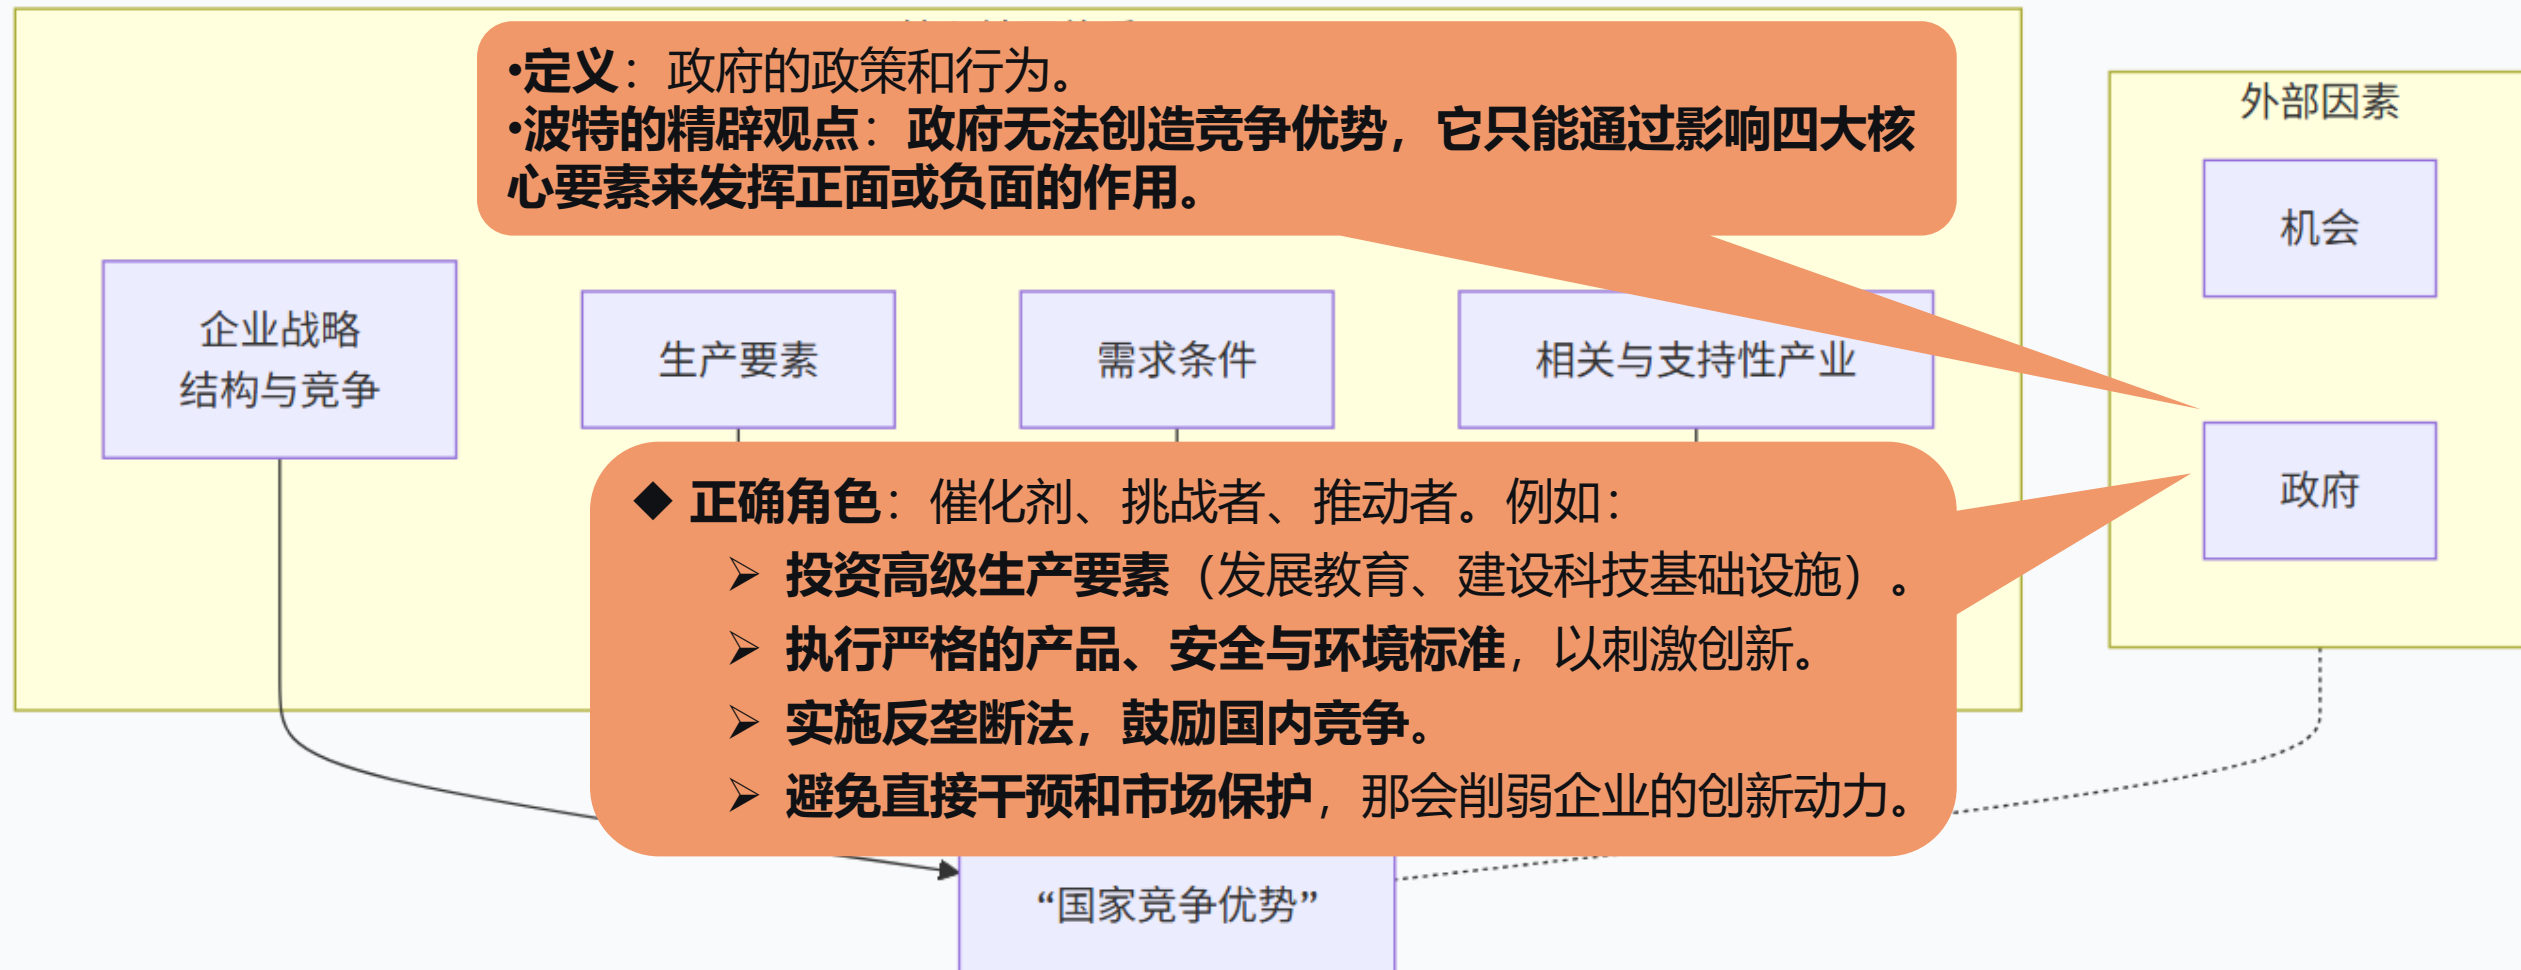 •定义：政府的政策和行为。
•波特的精辟观点：政府无法创造竞争优势，它只能通过影响四大核
心要素来发挥正面或负面的作用。
外部因素
机会
企业战略
结构与竞争
生产要素
需求条件
相关与支持性产业
政府
◆ 正确角色：催化剂、挑战者、推动者。例如：
➢ 投资高级生产要素（发展教育、建设科技基础设施）。
➢ 执行严格的产品、安全与环境标准，以刺激创新。
➢ 实施反垄断法，鼓励国内竞争。
➢ 避免直接干预和市场保护，那会削弱企业的创新动力。
“国家竞争优势”